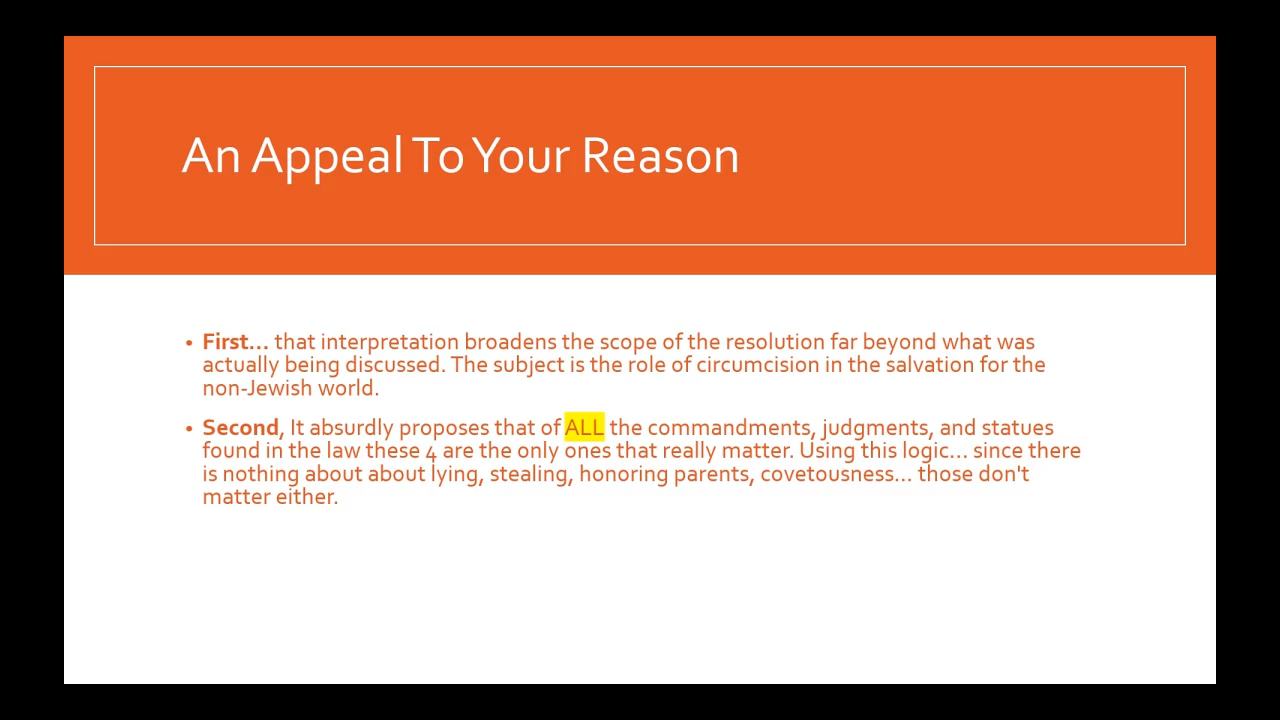 An Appeal To Your Reason
• First... that interpretation broadens the scope of the resolution far beyond what was
actually being discussed. The subject is the role of circumcision in the salvation for the
non-Jewish world.
• Second, It absurdly proposes that of ALL the commandments, judgments, and statues
found in the law these 4 are the only ones that really matter. Using this logic... since there
is nothing about about lying, stealing, honoring parents, covetousness... those don't
matter either.